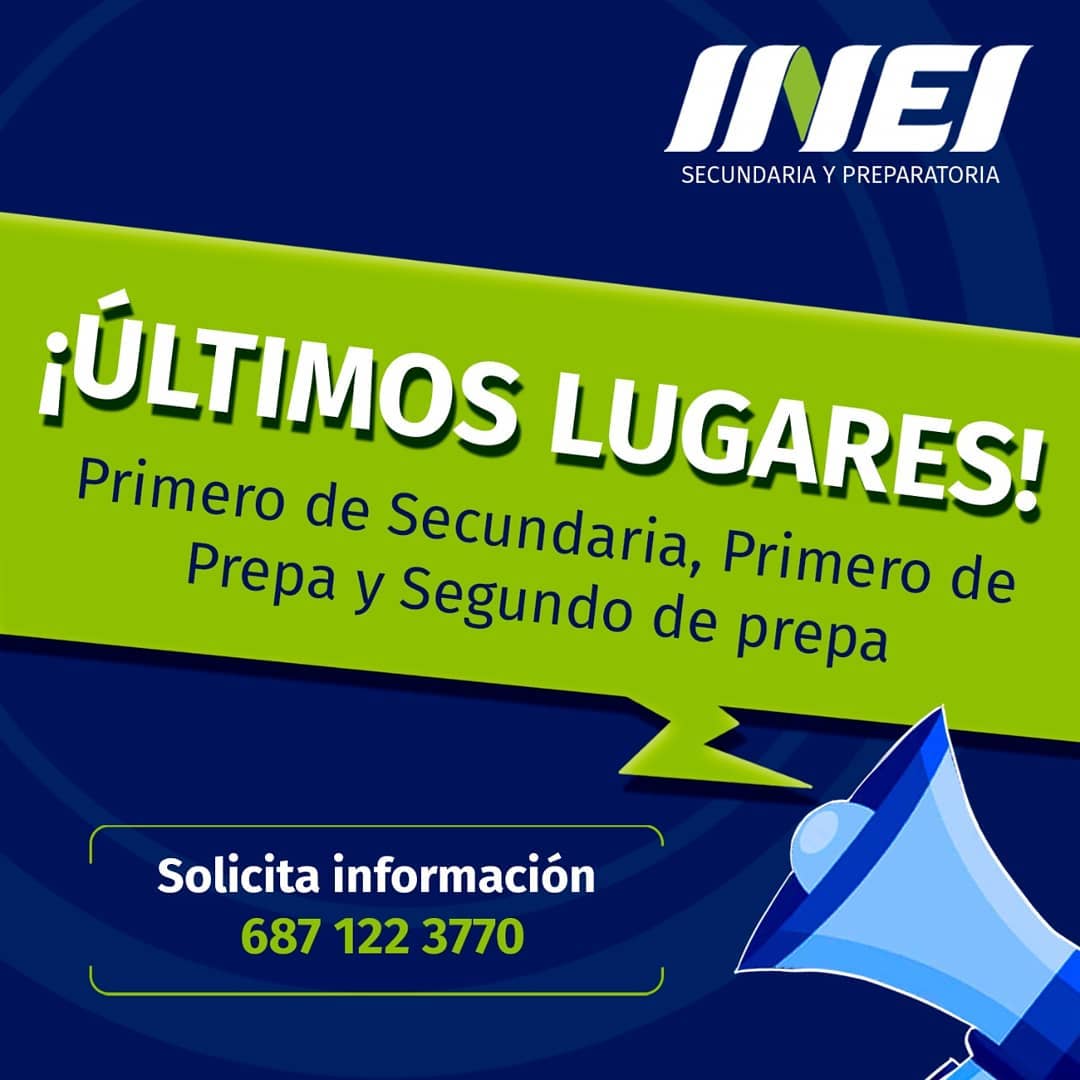 INEI
SECUNDARIA Y PREPARATORIA
¡ÚLTIMOS LUGARES!
Primero de Secundaria, Primero de
Prepa y Segundo de prepa
Solicita información
687 122 3770